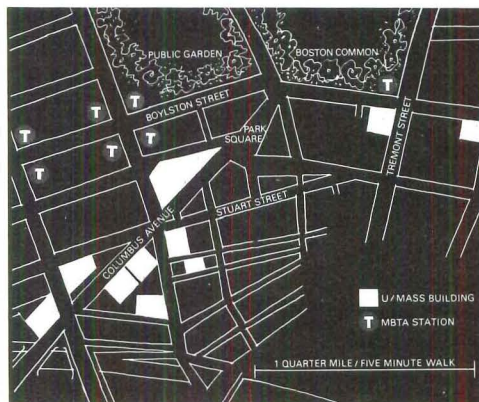 PUBLIC GARDEN
BOSTON COMMON
T
T
T
BOYLSTON STREET
T
T
T
T
PARK
SQUARE
TREMONT STREET
STUART STREET
COLUMBUS AVENUE
U/MASS BUILDING
T MBTA STATION
1 QUARTER MILE/FIVE MINUTE WALK